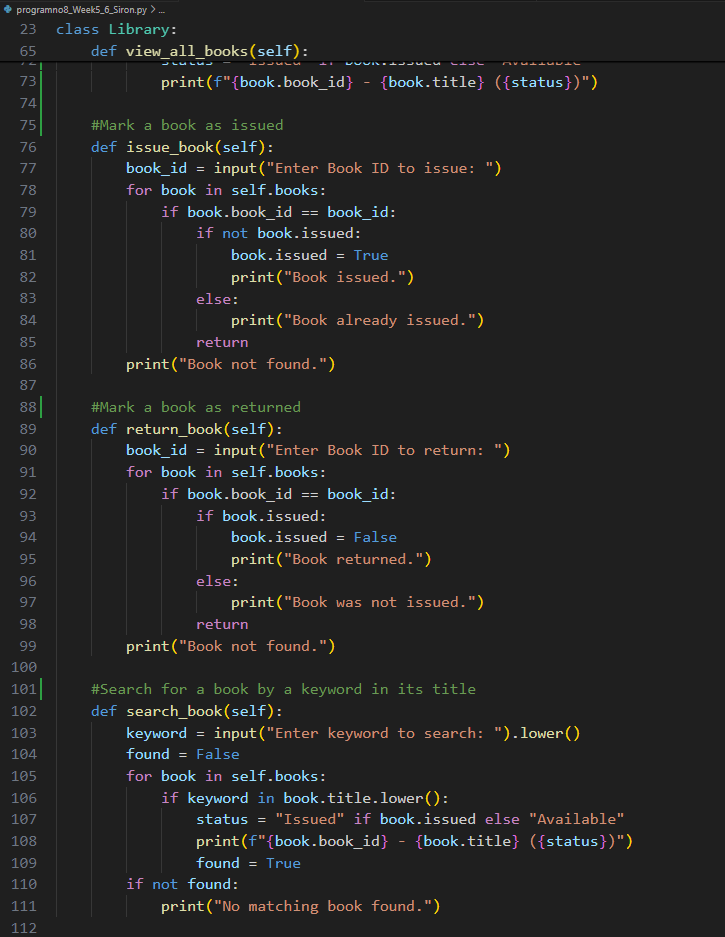 programno8_Week5_6_Siron.py > ...
23 class Library:
65     def view_all_books(self):
72             status = "Issued" if book.issued else "Available"
73             print(f"{book.book_id} - {book.title} ({status})")
74
75     #Mark a book as issued
76     def issue_book(self):
77         book_id = input("Enter Book ID to issue: ")
78         for book in self.books:
79             if book.book_id == book_id:
80                 if not book.issued:
81                     book.issued = True
82                     print("Book issued.")
83                 else:
84                     print("Book already issued.")
85                 return
86         print("Book not found.")
87
88     #Mark a book as returned
89     def return_book(self):
90         book_id = input("Enter Book ID to return: ")
91         for book in self.books:
92             if book.book_id == book_id:
93                 if book.issued:
94                     book.issued = False
95                     print("Book returned.")
96                 else:
97                     print("Book was not issued.")
98                 return
99         print("Book not found.")
100
101     #Search for a book by a keyword in its title
102     def search_book(self):
103         keyword = input("Enter keyword to search: ").lower()
104         found = False
105         for book in self.books:
106             if keyword in book.title.lower():
107                 status = "Issued" if book.issued else "Available"
108                 print(f"{book.book_id} - {book.title} ({status})")
109                 found = True
110         if not found:
111             print("No matching book found.")
112